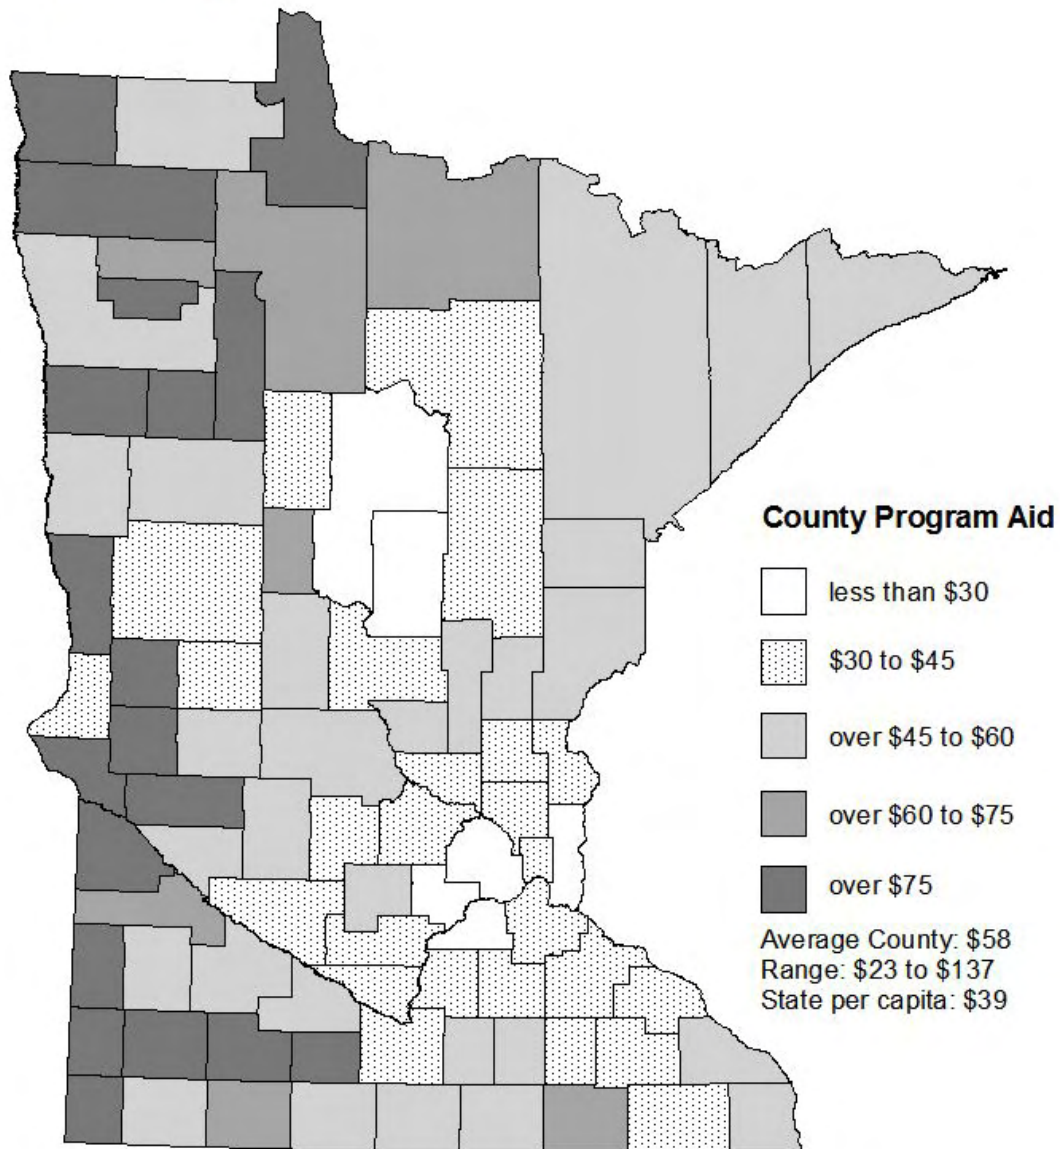 County Program Aid
less than $30
$30 to $45
over $45 to $60
over $60 to $75
over $75
Average County: $58
Range: $23 to $137
State per capita: $39